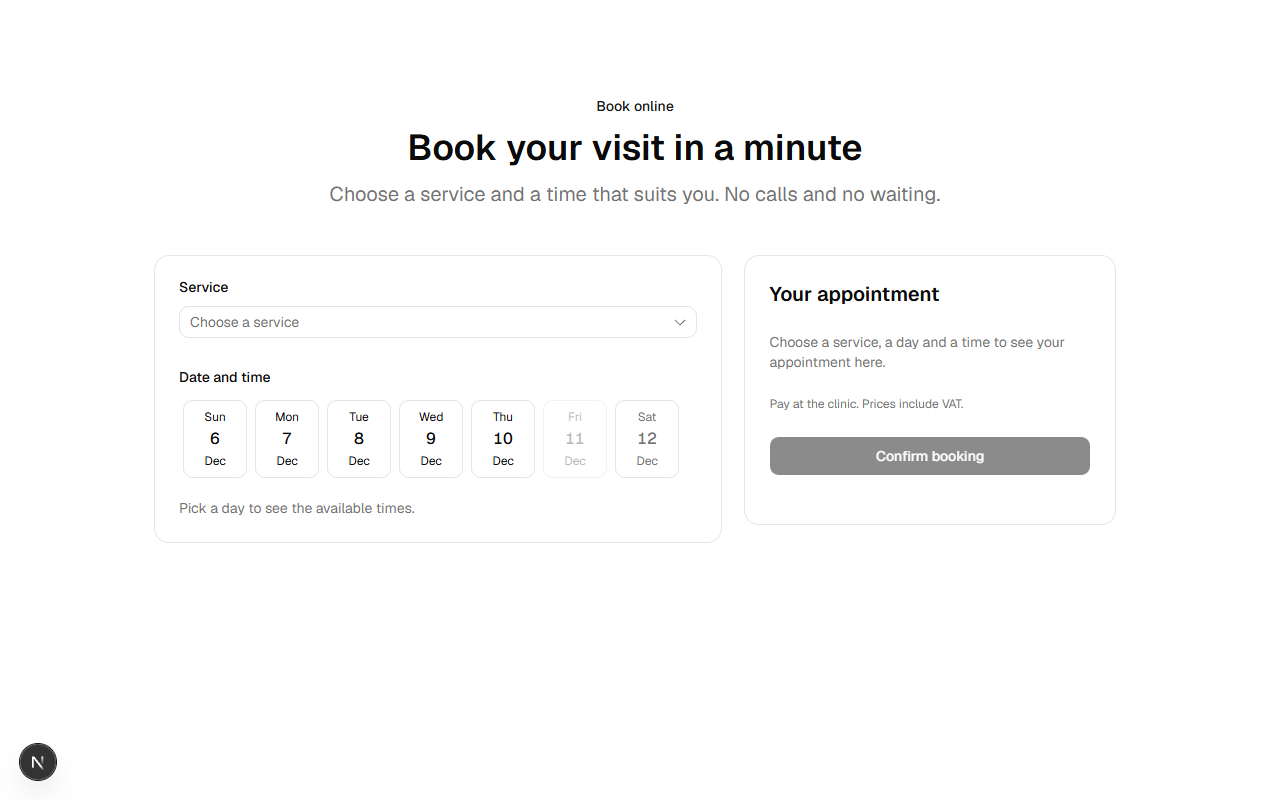 Book online
Book your visit in a minute
Choose a service and a time that suits you. No calls and no waiting.
Service
Choose a service
Date and time
Sun Mon Tue Wed Thu Fri Sat
6 7 8 9 10 11 12
Dec Dec Dec Dec Dec Dec Dec
Pick a day to see the available times.
Your appointment
Choose a service, a day and a time to see your
appointment here.
Pay at the clinic. Prices include VAT.
Confirm booking
N